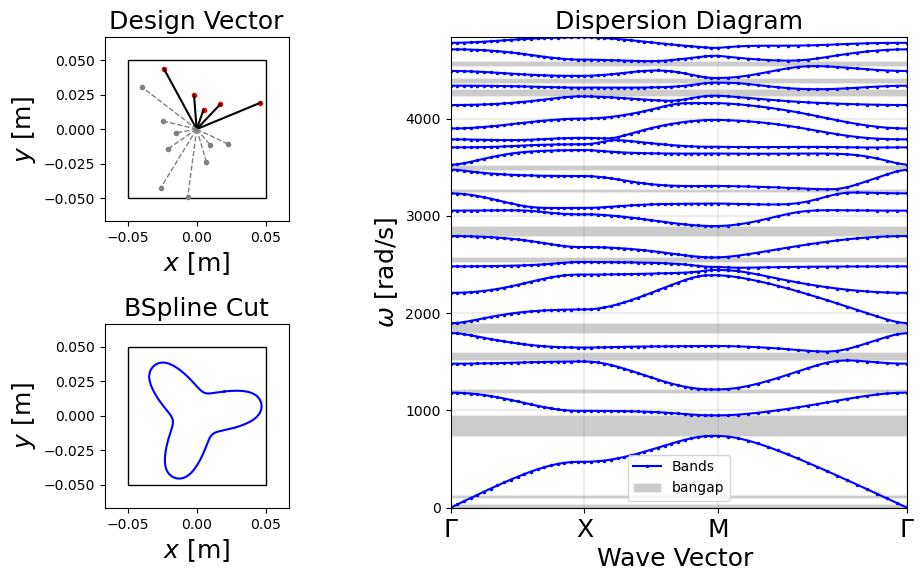 Design Vector
0.050
0.025
0.000
−0.025
−0.050
y [m]
−0.05
0.00
0.05
x [m]
BSpline Cut
0.050
0.025
0.000
−0.025
−0.050
y [m]
−0.05
0.00
0.05
x [m]
Dispersion Diagram
4000
3000
2000
1000
0
ω [rad/s]
Bands
bangap
Γ
X
M
Γ
Wave Vector